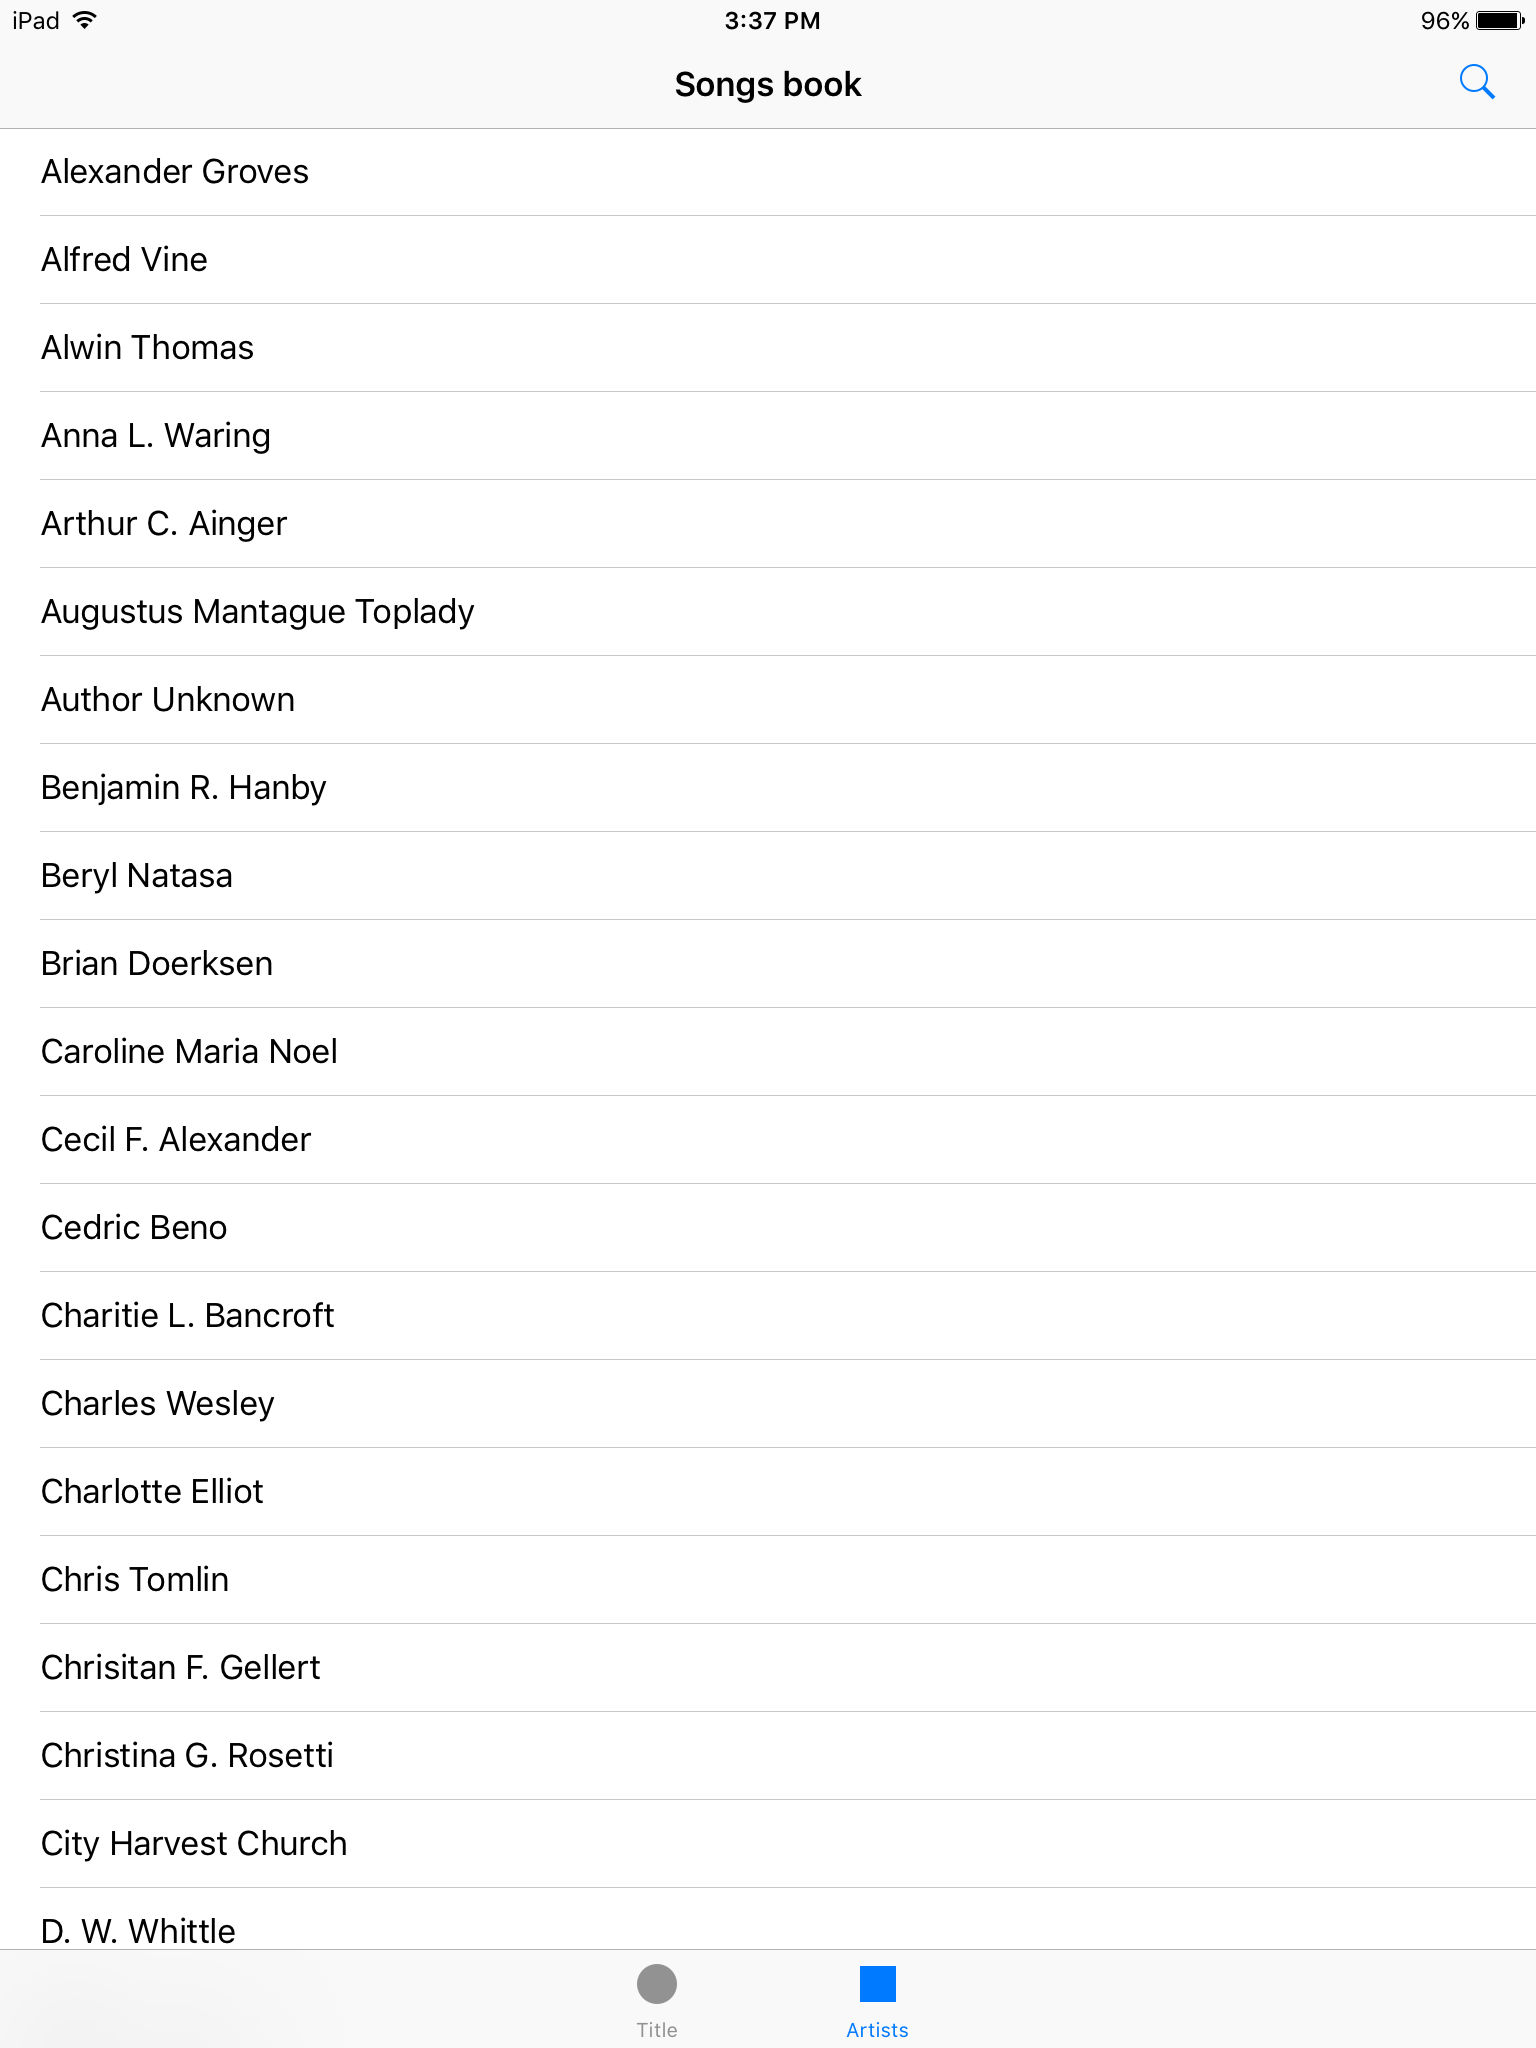 iPad 3:37 PM 96%
Songs book
Alexander Groves
Alfred Vine
Alwin Thomas
Anna L. Waring
Arthur C. Ainger
Augustus Mantague Toplady
Author Unknown
Benjamin R. Hanby
Beryl Natasa
Brian Doerksen
Caroline Maria Noel
Cecil F. Alexander
Cedric Beno
Charitie L. Bancroft
Charles Wesley
Charlotte Elliot
Chris Tomlin
Chrisitan F. Gellert
Christina G. Rosetti
City Harvest Church
D. W. Whittle
Title Artists